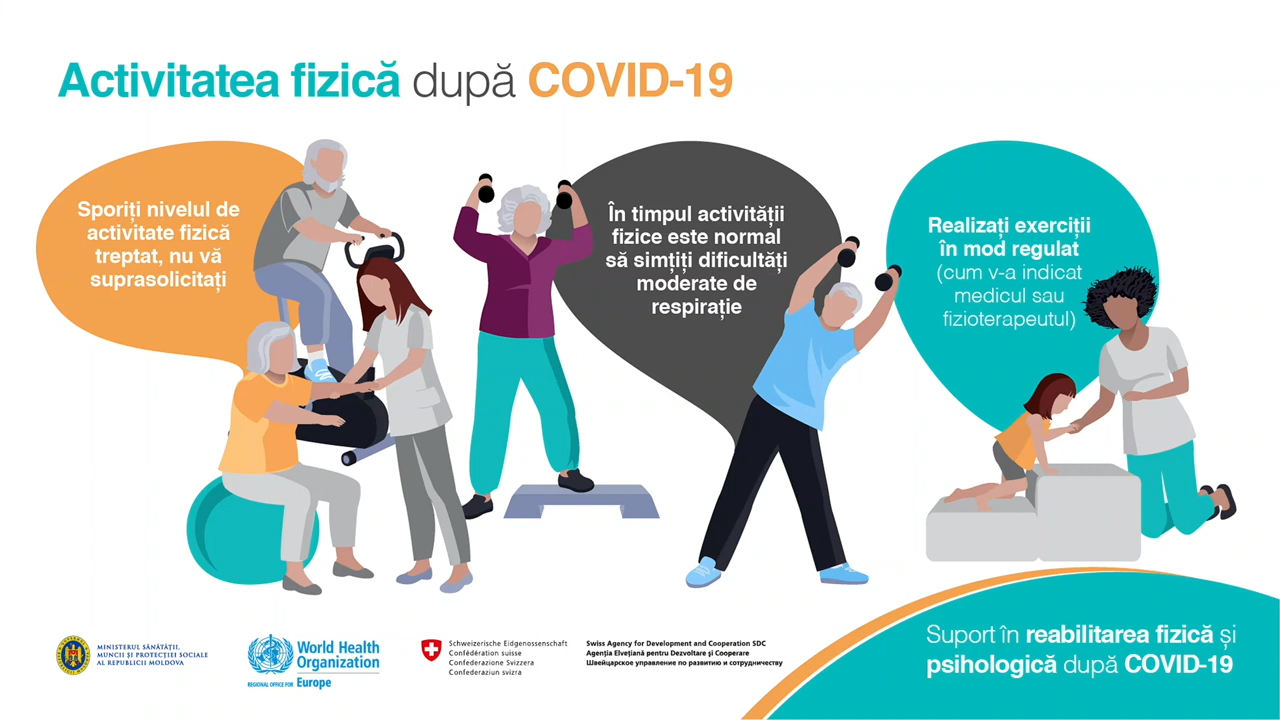 Activitatea fizică după COVID-19
Sporiți nivelul de
activitate fizică
treptat, nu vă
suprasolicitați
În timpul activității
fizice este normal
să simțiți dificultăți
moderate de
respirație
Realizați exerciții
în mod regulat
(cum v-a indicat
medicul sau
fizioterapeutul)
MINISTERUL SĂNĂTĂȚII,
MUNCII ȘI PROTECȚIEI SOCIALE
AL REPUBLICII MOLDOVA
World Health
Organization
REGIONAL OFFICE FOR Europe
Schweizerische Eidgenossenschaft
Confédération suisse
Confederazione Svizzera
Confederaziun svizra
Swiss Agency for Development and Cooperation SDC
Agenția Elvețiană pentru Dezvoltare și Cooperare
Швейцарское управление по развитию и сотрудничеству
Suport în reabilitarea fizică și
psihologică după COVID-19